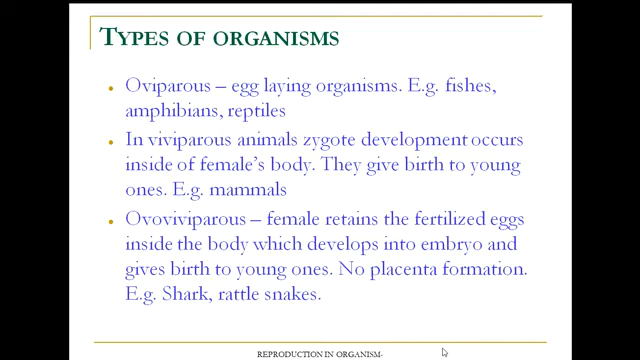 TYPES OF ORGANISMS
Oviparous – egg laying organisms. E.g. fishes,
amphibians, reptiles
In viviparous animals zygote development occurs
inside of female's body. They give birth to young
ones. E.g. mammals
Ovoviviparous – female retains the fertilized eggs
inside the body which develops into embryo and
gives birth to young ones. No placenta formation.
E.g. Shark, rattle snakes.
REPRODUCTION IN ORGANISM-